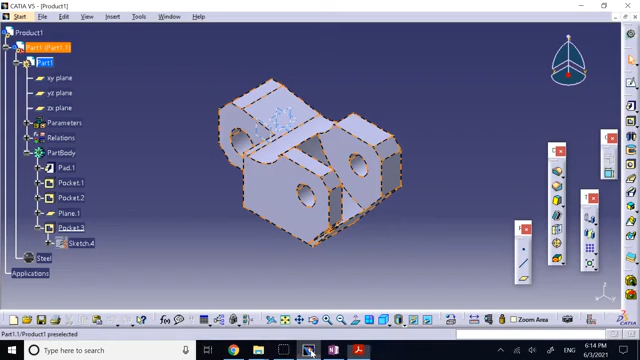 CATIA V5 - [Product1]
Start File Edit View Insert Tools Window Help
Product1
Part1 (Part1.1)
Part1
xy plane
yz plane
zx plane
Parameters
Relations
PartBody
Pad.1
Pocket.1
Pocket.2
Plane.1
Pocket.3
Sketch.4
Steel
Applications
Zoom Area
Part1.1/Product1 preselected
Type here to search
6:14 PM
6/3/2021